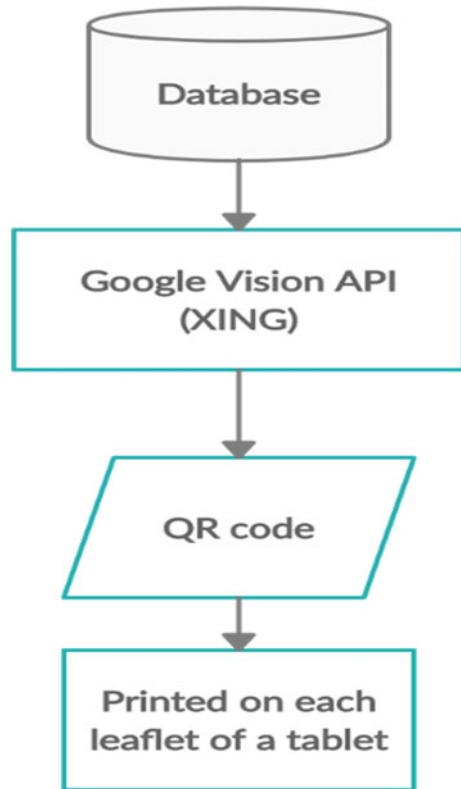 Database
Google Vision API
(XING)
QR code
Printed on each
leaflet of a tablet